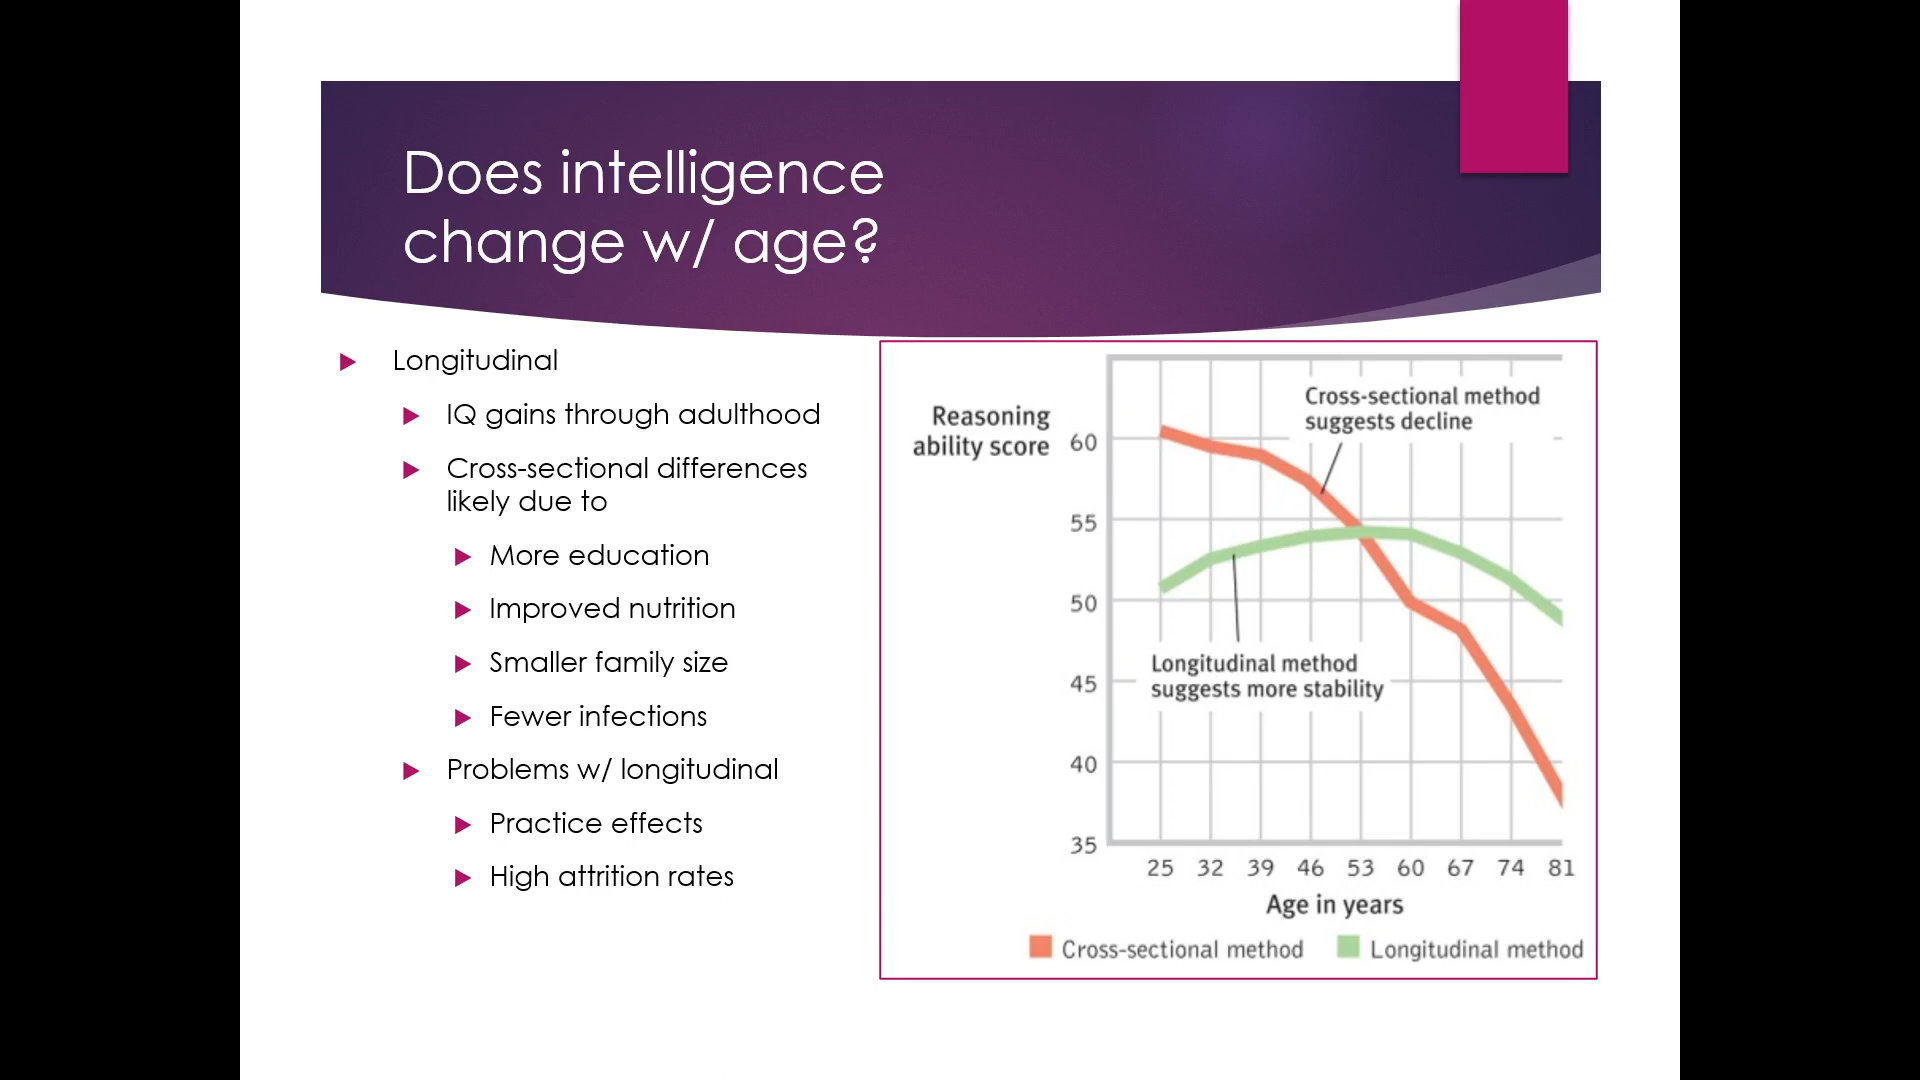 Does intelligence
change w/ age?
Longitudinal
IQ gains through adulthood
Cross-sectional differences
likely due to
More education
Improved nutrition
Smaller family size
Fewer infections
Problems w/ longitudinal
Practice effects
High attrition rates
Reasoning
ability score
Cross-sectional method
suggests decline
60
55
50
45
40
35
Longitudinal method
suggests more stability
25 32 39 46 53 60 67 74 81
Age in years
Cross-sectional method Longitudinal method